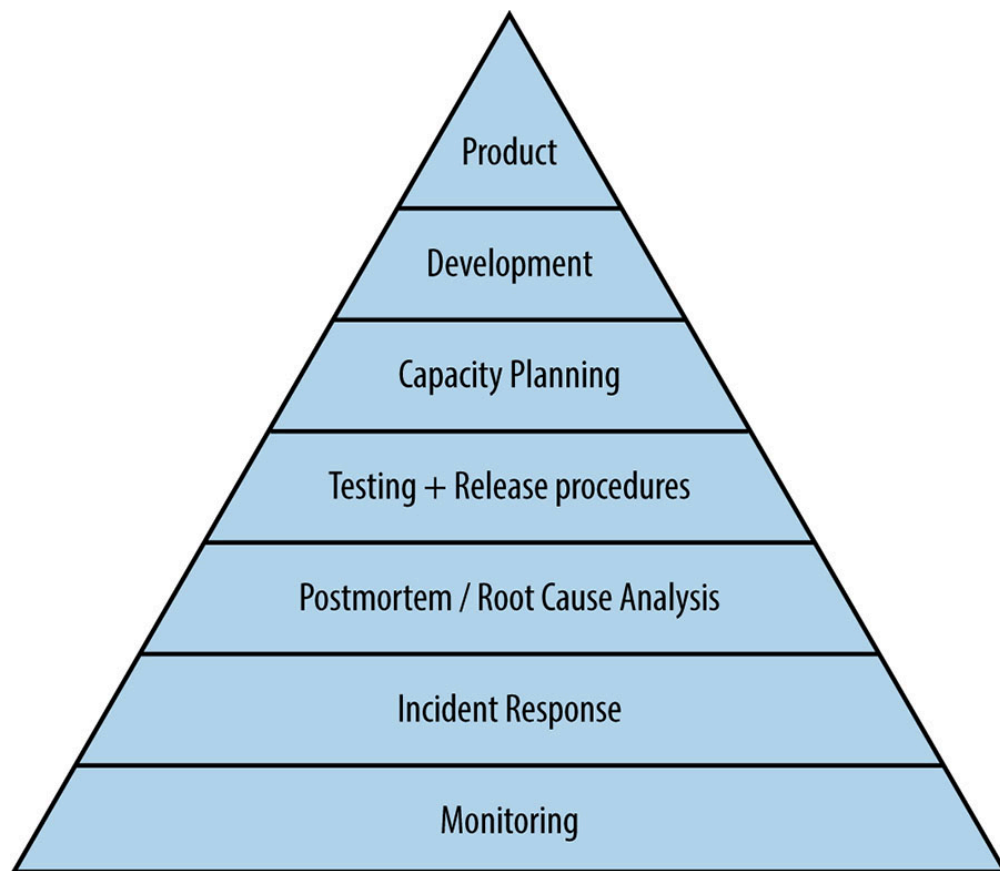 Product
Development
Capacity Planning
Testing + Release procedures
Postmortem / Root Cause Analysis
Incident Response
Monitoring